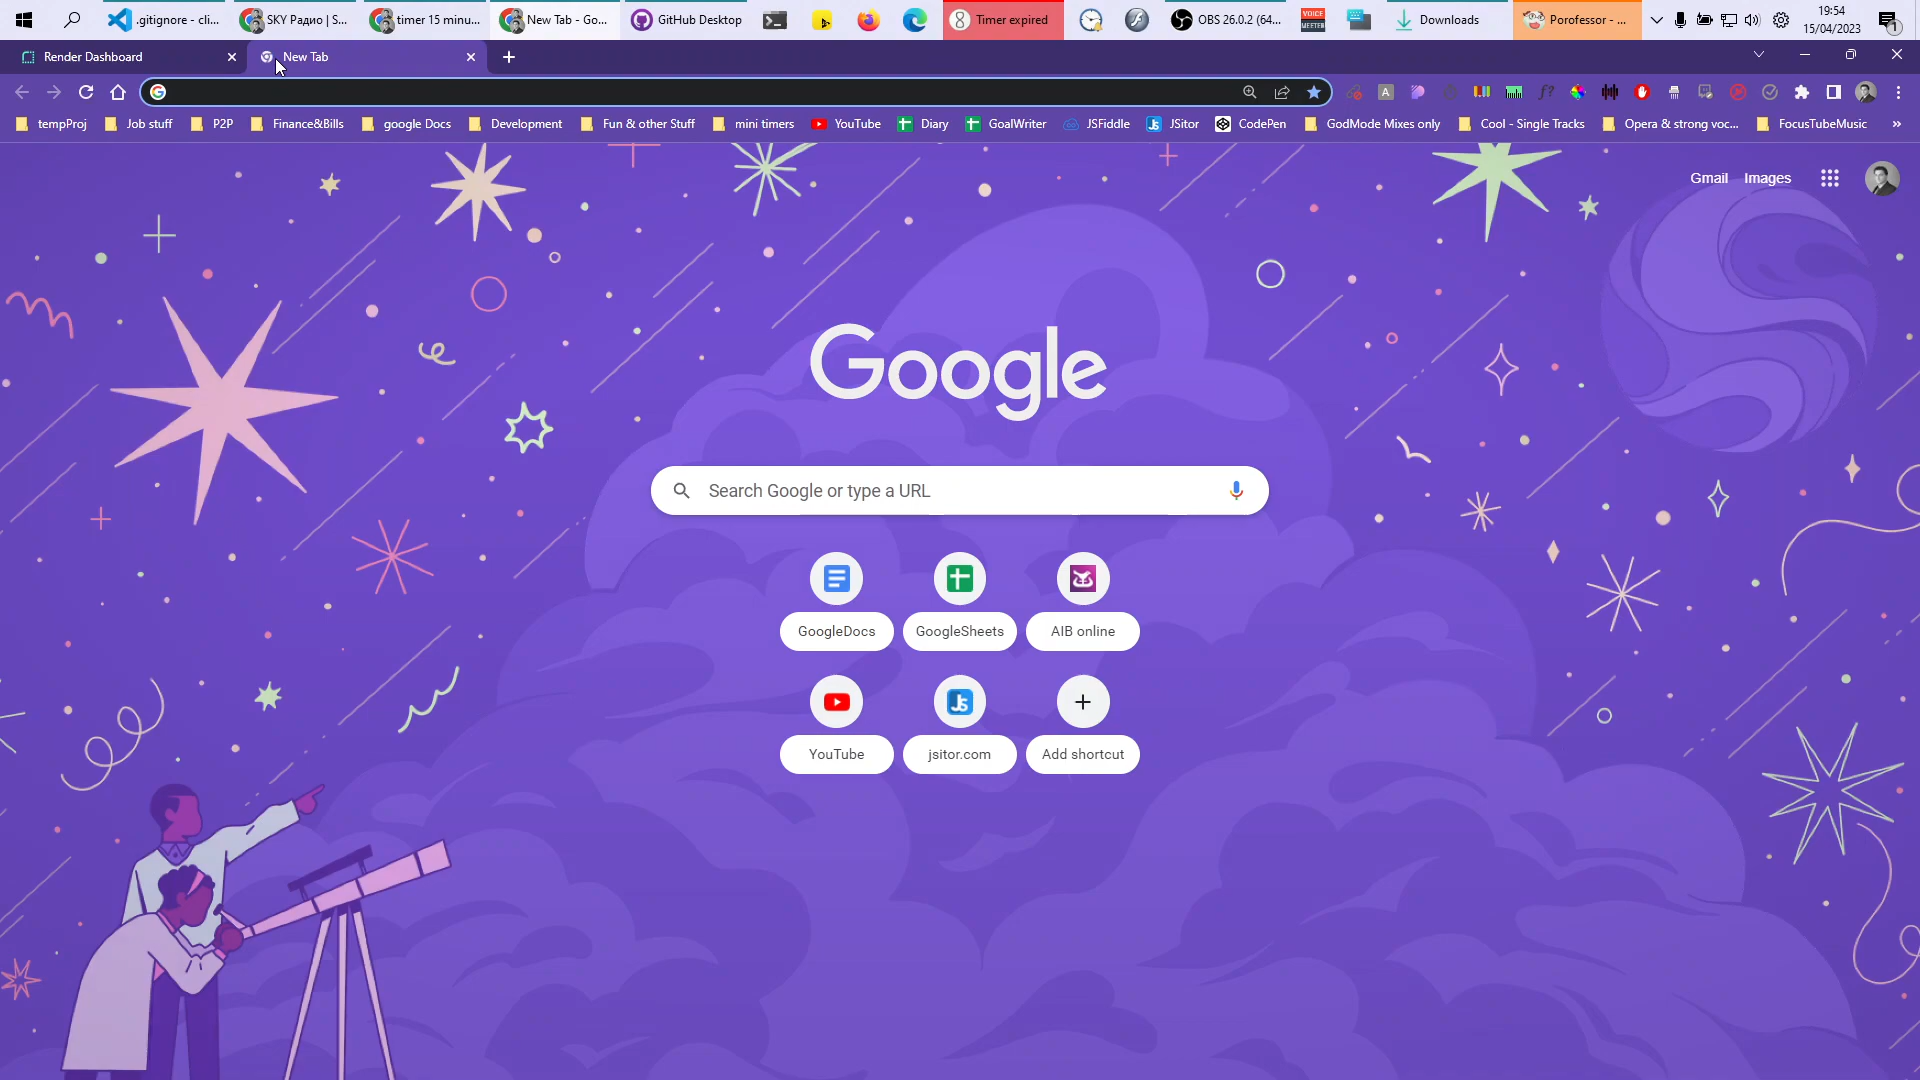 .gitignore - cli...
SKY Радио | S...
timer 15 minu...
New Tab - Go...
GitHub Desktop
Timer expired
OBS 26.0.2 (64...
VOICE
MEETER
Downloads
Porofessor - ...
19:54
15/04/2023
1
Render Dashboard
New Tab
tempProj
Job stuff
P2P
Finance&Bills
google Docs
Development
Fun & other Stuff
mini timers
YouTube
Diary
GoalWriter
JSFiddle
JSitor
CodePen
GodMode Mixes only
Cool - Single Tracks
Opera & strong voc...
FocusTubeMusic
»
Gmail
Images
Google
Search Google or type a URL
GoogleDocs
GoogleSheets
AIB online
Js
YouTube
jsitor.com
Add shortcut